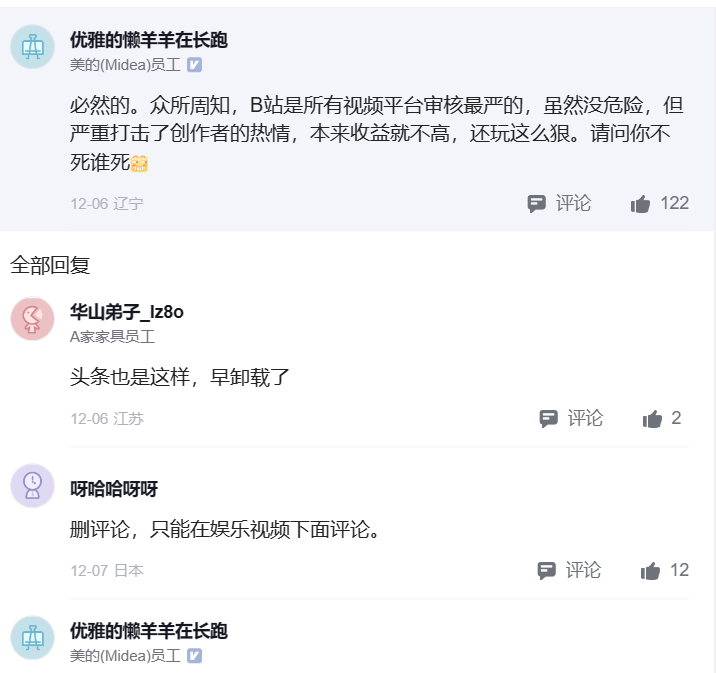 优雅的懒羊羊在长跑
美的(Midea)员工
必然的。众所周知，B站是所有视频平台审核最严的，虽然没危险，但
严重打击了创作者的热情，本来收益就不高，还玩这么狠。请问你不
死谁死
12-06 辽宁
评论
122
全部回复
华山弟子_lz8o
A家家具员工
头条也是这样，早卸载了
12-06 江苏
评论
2
呀哈哈呀呀
删评论，只能在娱乐视频下面评论。
12-07 日本
评论
12
优雅的懒羊羊在长跑
美的(Midea)员工